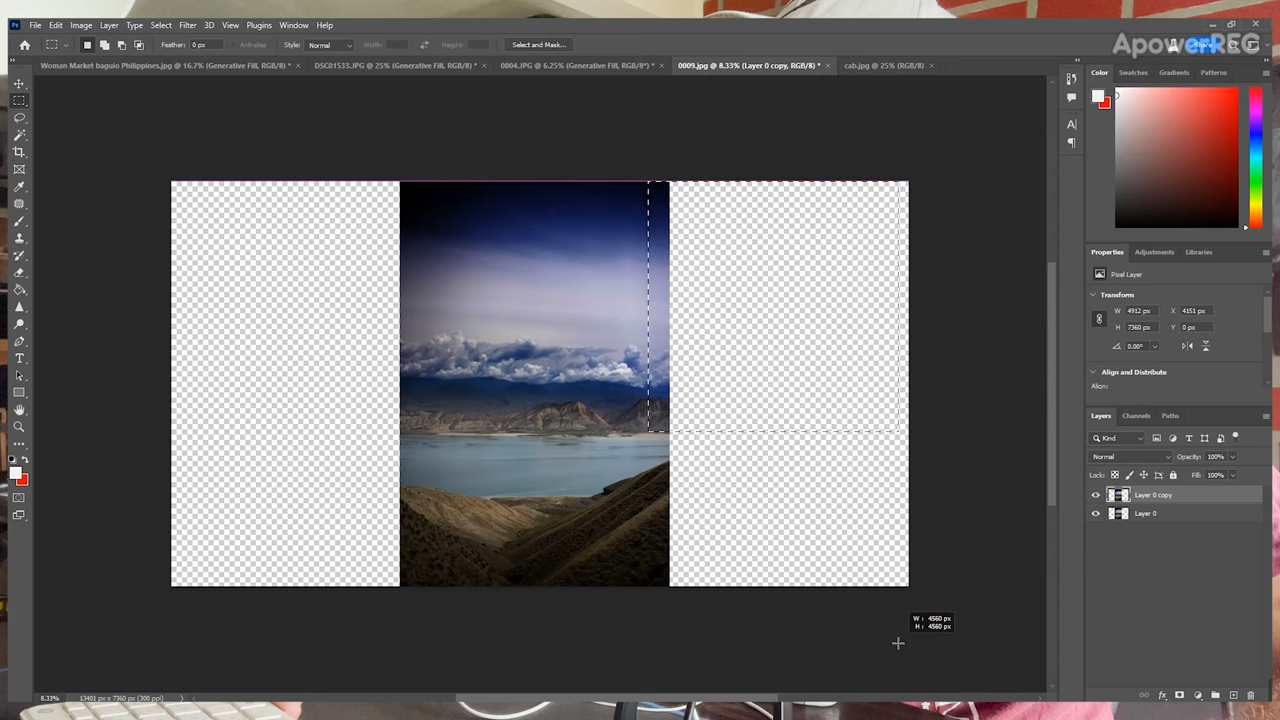 Ps File Edit Image Layer Type Select Filter 3D View Plugins Window Help
Feather: 0 px Anti-alias Style: Normal Width: Height: Select and Mask... Share
ApowerREC
Woman Market baguio Philippines.jpg @ 16.7% (Generative Fill, RGB/8) * × DSC01533.JPG @ 25% (Generative Fill, RGB/8) * × 0004.JPG @ 6.25% (Generative Fill, RGB/8*) * × 0009.jpg @ 8.33% (Layer 0 copy, RGB/8) * × cab.jpg @ 25% (RGB/8) ×
Color Swatches Gradients Patterns
Properties Adjustments Libraries
Pixel Layer
Transform
W 4912 px X 4151 px
H 7360 px Y 0 px
0.00°
Align and Distribute
Align:
Layers Channels Paths
Kind
Normal Opacity: 100%
Lock: Fill: 100%
Layer 0 copy
Layer 0
W : 4560 px
H : 4560 px
8.33% 13401 px x 7360 px (300 ppi)